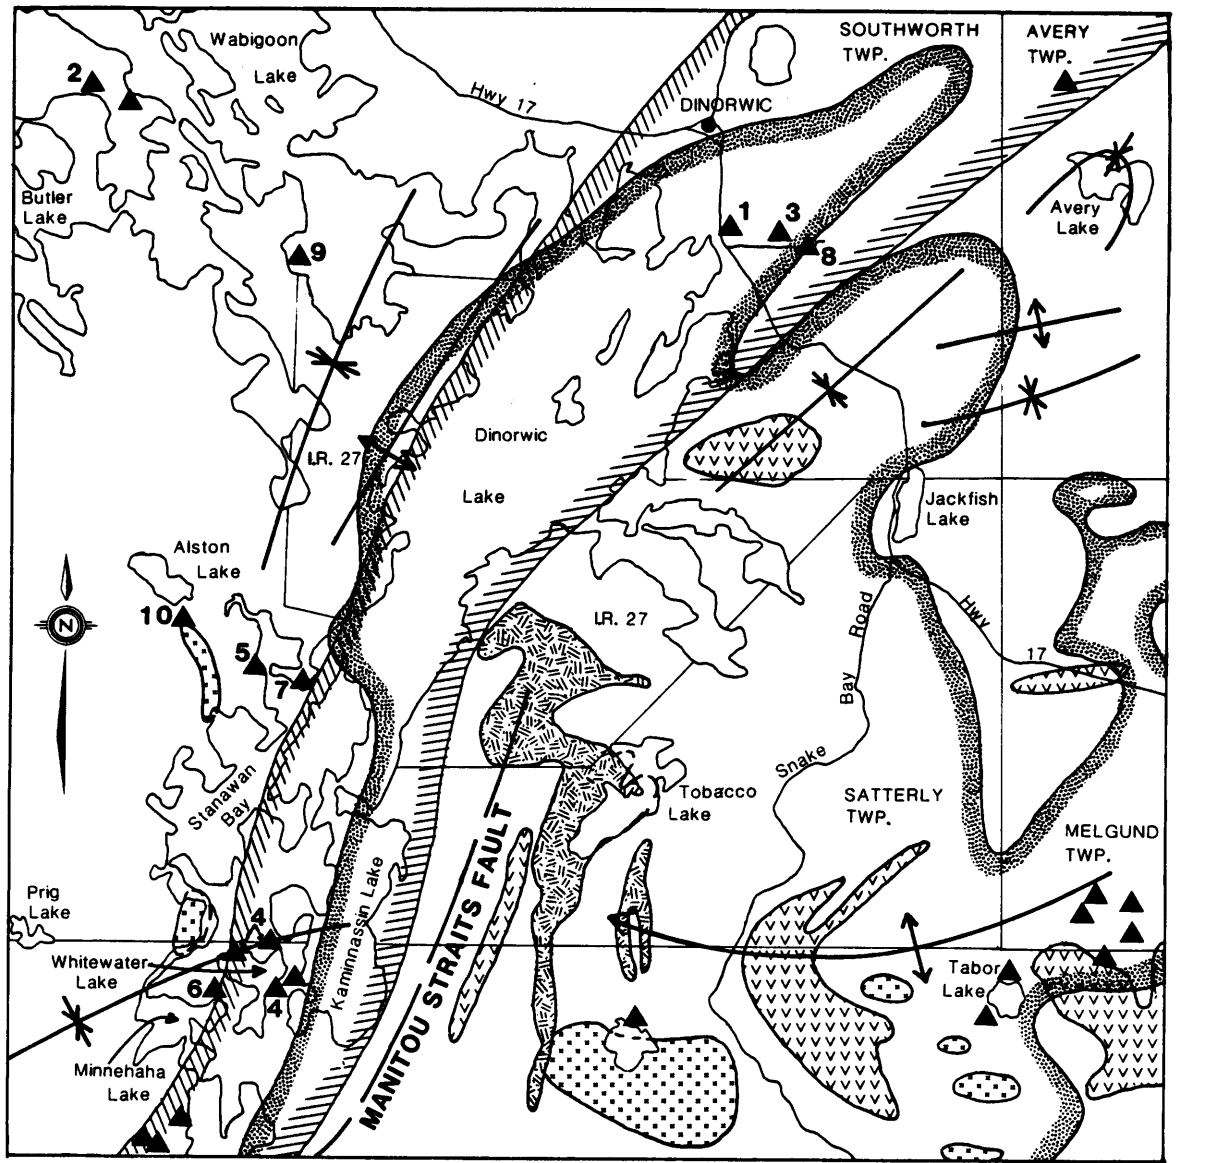 Wabigoon
Lake
SOUTHWORTH
TWP.
AVERY
TWP.
2
Hwy 17
DINORWIC
Butler
Lake
Avery
Lake
1
3
8
9
Dinorwic
Lake
I.R. 27
Jackfish
Lake
Alston
Lake
N
10
5
7
I.R. 27
Hwy
17
Snake
Bay
Road
Stanawan
Bay
Tobacco
Lake
SATTERLY
TWP.
MELGUND
TWP.
Prig
Lake
4
Kaminnassin Lake
MANITOU STRAITS FAULT
Whitewater
Lake
6
4
Tabor
Lake
Minnehaha
Lake